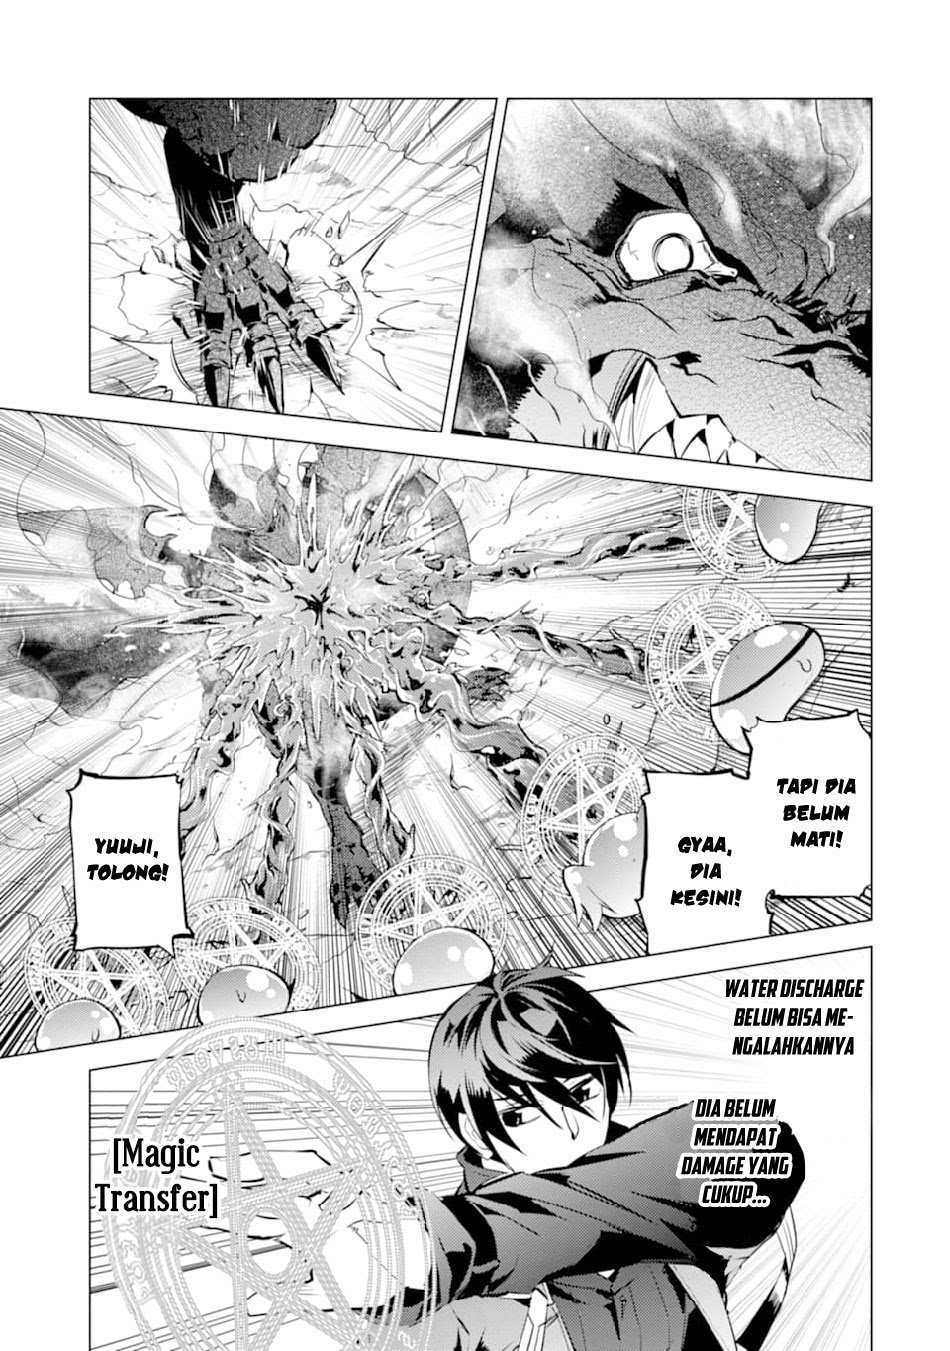 TAPI DIA
BELUM
MATI!
GYAA,
DIA
KESINI!
YUUJI,
TOLONG!
WATER DISCHARGE
BELUM BISA ME-
NGALAHKANNYA
DIA BELUM
MENDAPAT
DAMAGE YANG
CUKUP...
[Magic
Transfer]